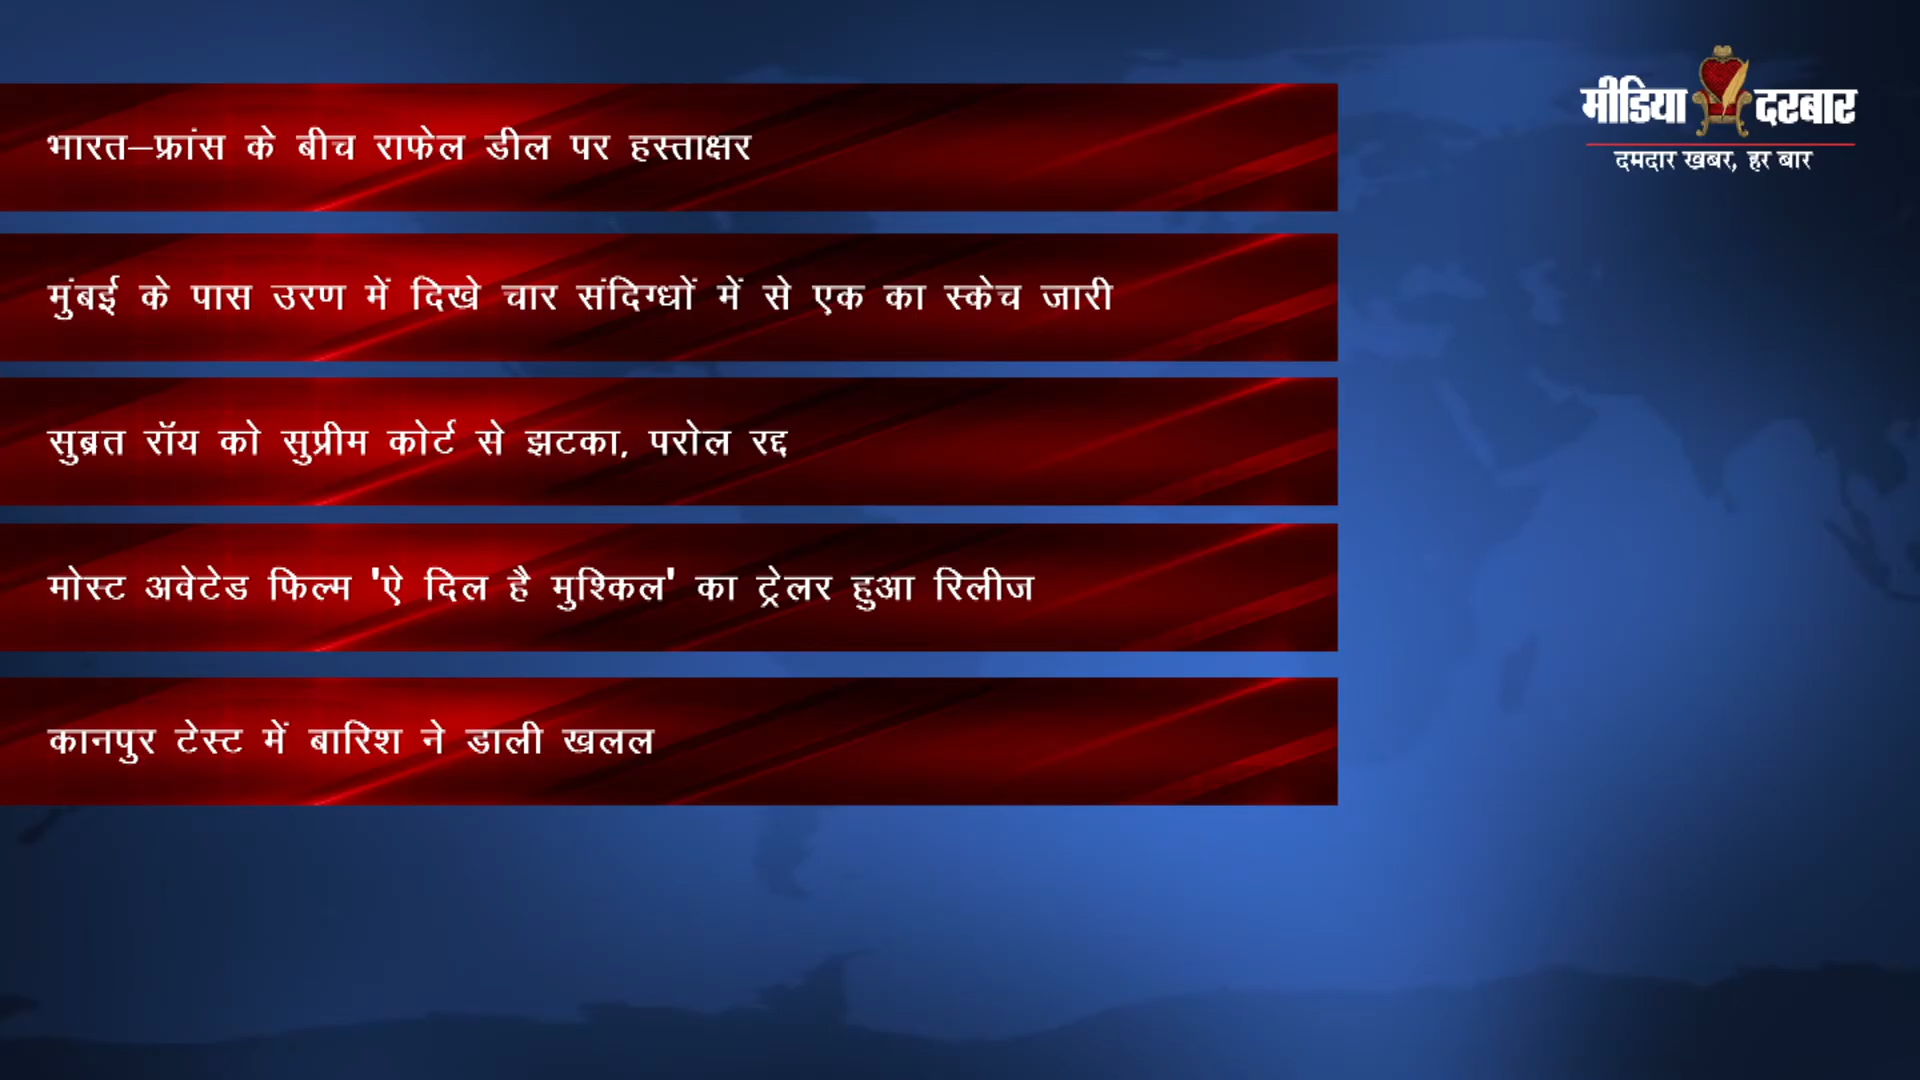 मीडिया दरबार
दमदार खबर, हर बार
भारत–फ्रांस के बीच राफेल डील पर हस्ताक्षर
मुंबई के पास उरण में दिखे चार संदिग्धों में से एक का स्केच जारी
सुब्रत रॉय को सुप्रीम कोर्ट से झटका, परोल रद्द
मोस्ट अवेटेड फिल्म 'ऐ दिल है मुश्किल' का ट्रेलर हुआ रिलीज
कानपुर टेस्ट में बारिश ने डाली खलल